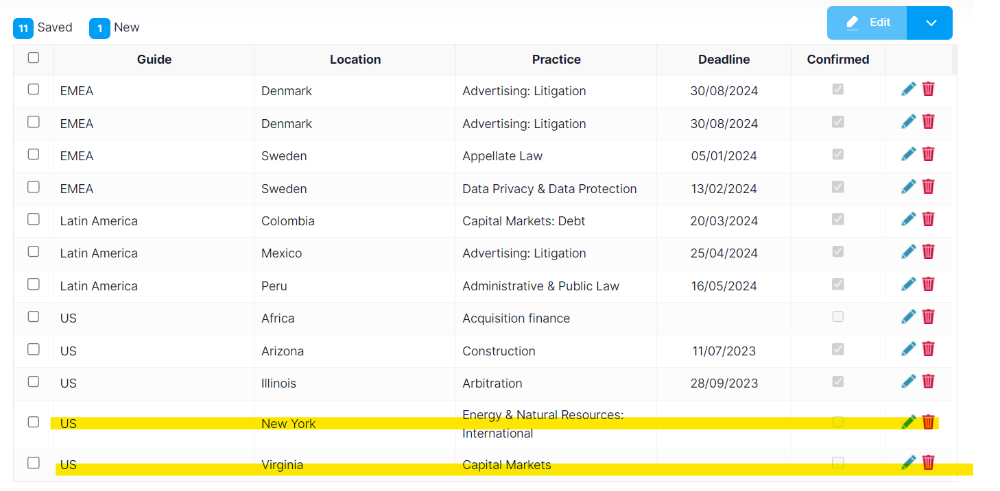 11 Saved 1 New Edit
Guide Location Practice Deadline Confirmed
EMEA Denmark Advertising: Litigation 30/08/2024
EMEA Denmark Advertising: Litigation 30/08/2024
EMEA Sweden Appellate Law 05/01/2024
EMEA Sweden Data Privacy & Data Protection 13/02/2024
Latin America Colombia Capital Markets: Debt 20/03/2024
Latin America Mexico Advertising: Litigation 25/04/2024
Latin America Peru Administrative & Public Law 16/05/2024
US Africa Acquisition finance
US Arizona Construction 11/07/2023
US Illinois Arbitration 28/09/2023
US New York Energy & Natural Resources:
International
US Virginia Capital Markets